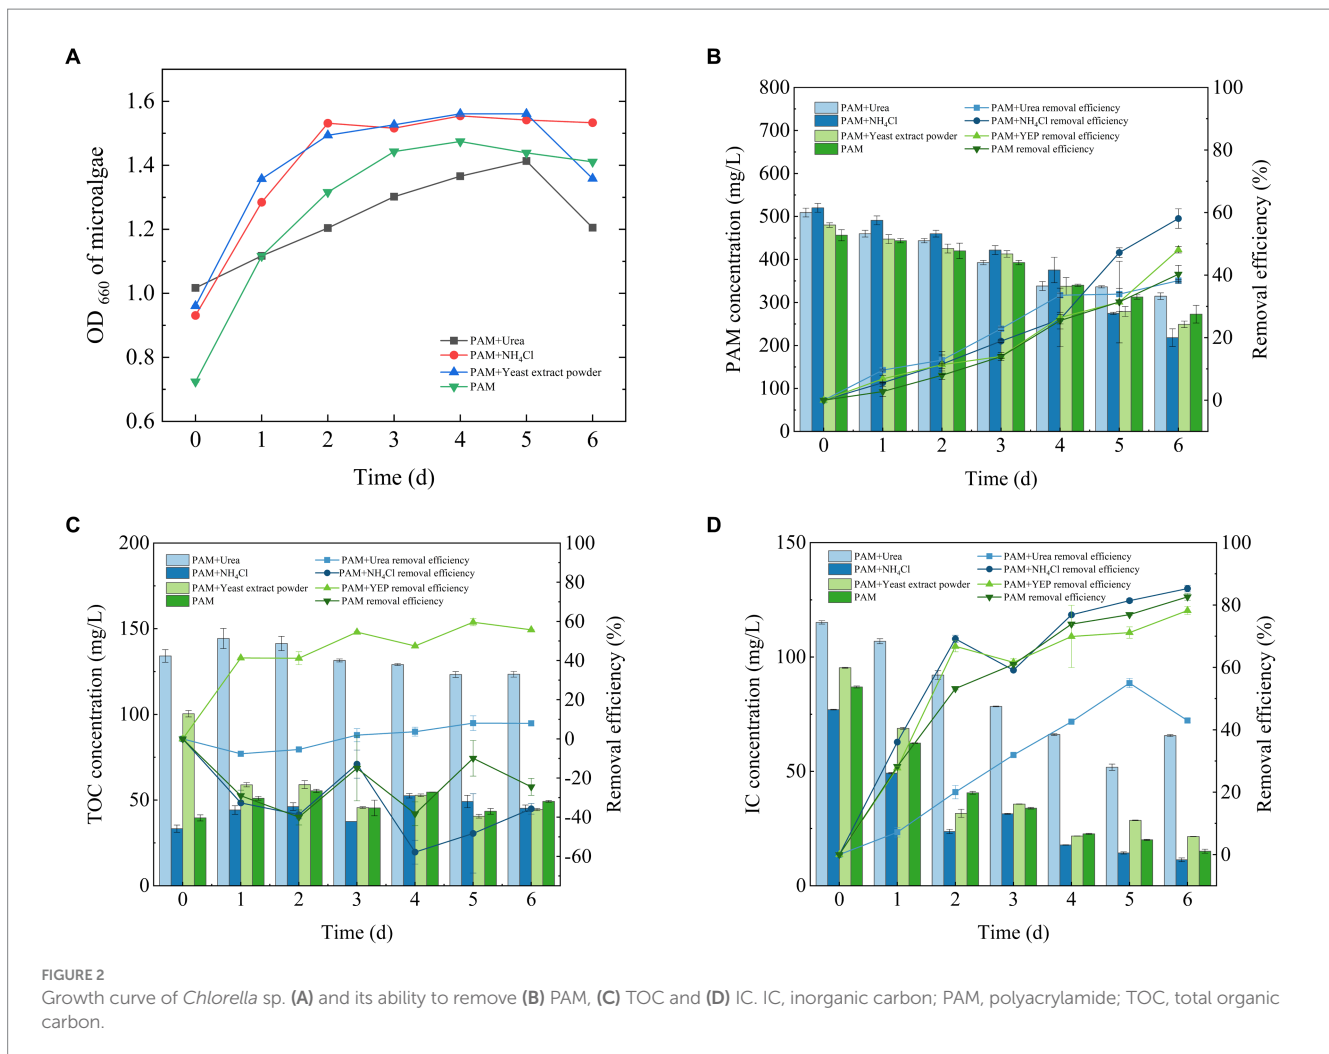 A
1.6
1.4
1.2
1.0
0.8
0.6
OD 660 of microalgae
PAM+Urea
PAM+NH4Cl
PAM+Yeast extract powder
PAM
0 1 2 3 4 5 6
Time (d)
B
800
700
600
500
400
300
200
100
0
PAM concentration (mg/L)
PAM+Urea
PAM+NH4Cl
PAM+Yeast extract powder
PAM
PAM+Urea removal efficiency
PAM+NH4Cl removal efficiency
PAM+YEP removal efficiency
PAM removal efficiency
100
80
60
40
20
0
Removal efficiency (%)
0 1 2 3 4 5 6
Time (d)
C
200
150
100
50
0
TOC concentration (mg/L)
PAM+Urea
PAM+NH4Cl
PAM+Yeast extract powder
PAM
PAM+Urea removal efficiency
PAM+NH4Cl removal efficiency
PAM+YEP removal efficiency
PAM removal efficiency
100
80
60
40
20
0
-20
-40
-60
Removal efficiency (%)
0 1 2 3 4 5 6
Time (d)
D
150
100
50
0
IC concentration (mg/L)
PAM+Urea
PAM+NH4Cl
PAM+Yeast extract powder
PAM
PAM+Urea removal efficiency
PAM+NH4Cl removal efficiency
PAM+YEP removal efficiency
PAM removal efficiency
100
80
60
40
20
0
Removal efficiency (%)
0 1 2 3 4 5 6
Time (d)
FIGURE 2
Growth curve of Chlorella sp. (A) and its ability to remove (B) PAM, (C) TOC and (D) IC. IC, inorganic carbon; PAM, polyacrylamide; TOC, total organic
carbon.